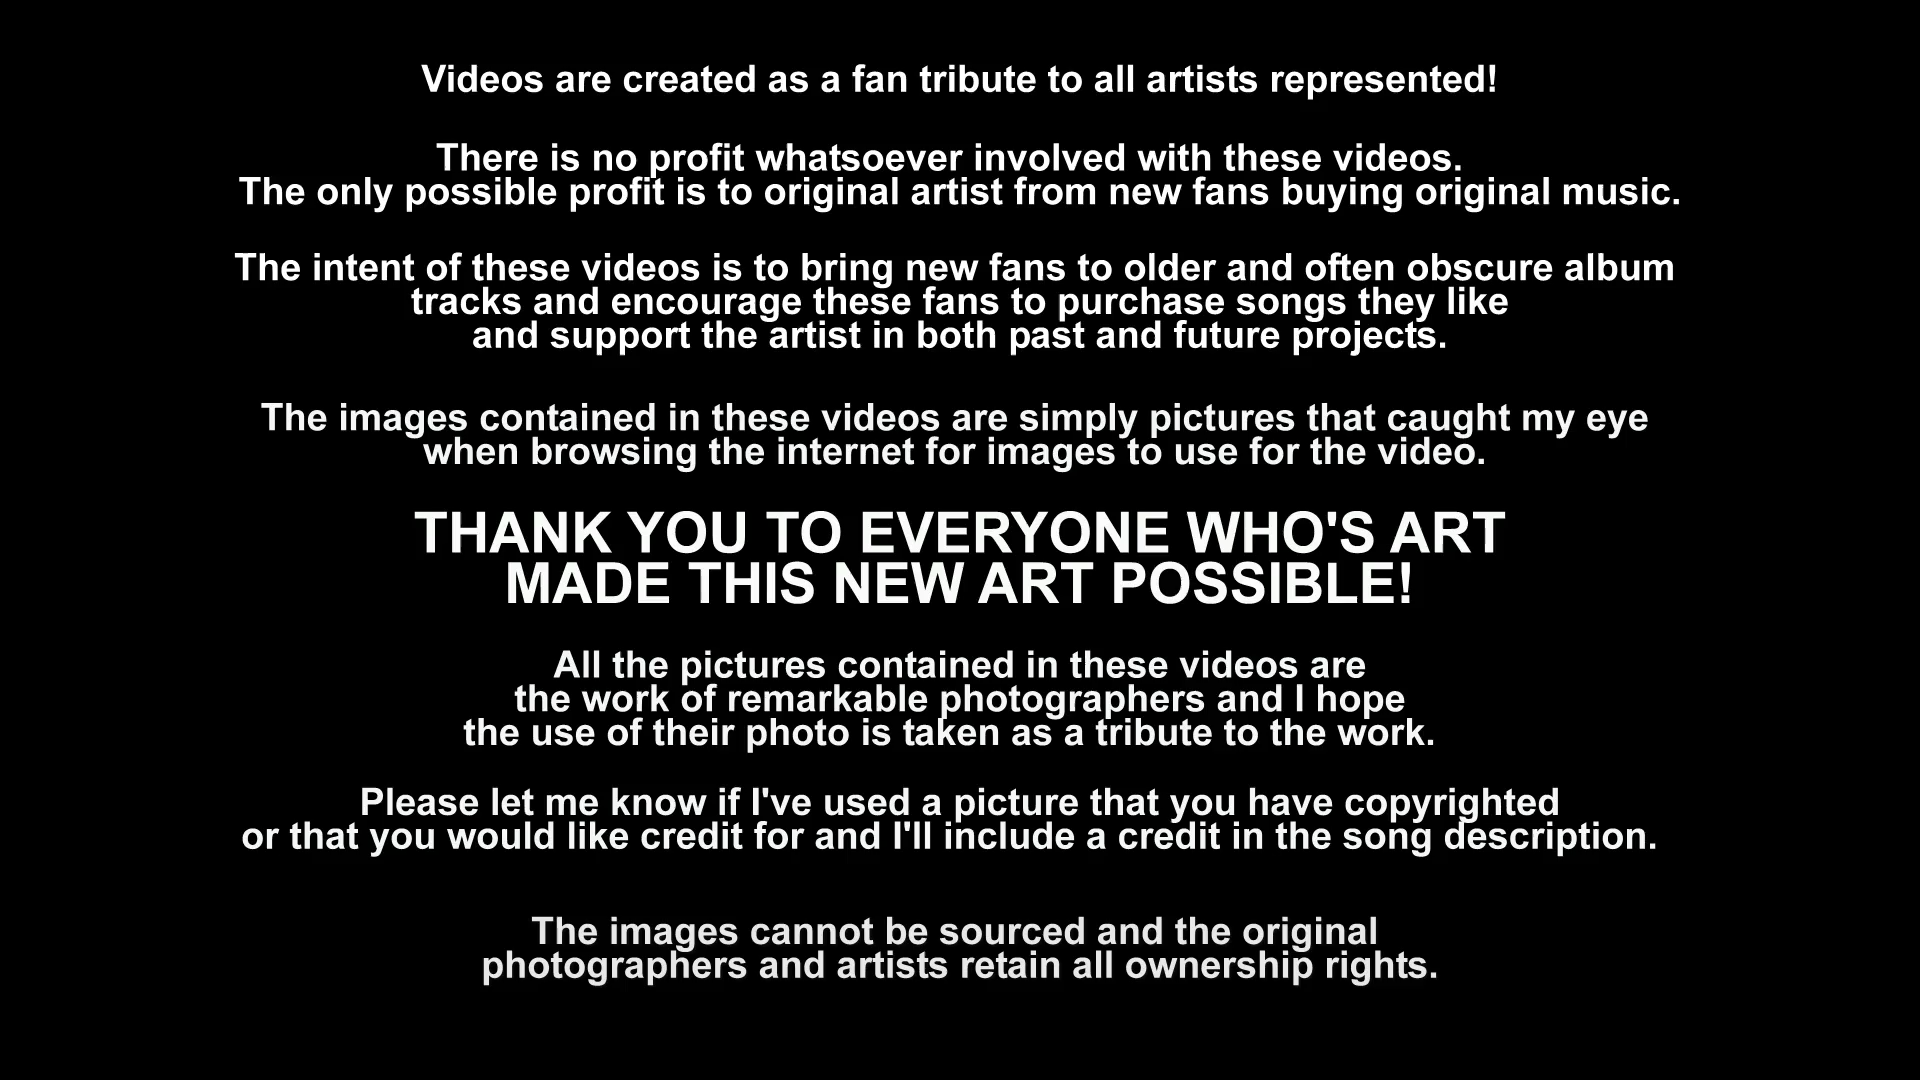 Videos are created as a fan tribute to all artists represented!
There is no profit whatsoever involved with these videos.
The only possible profit is to original artist from new fans buying original music.
The intent of these videos is to bring new fans to older and often obscure album
tracks and encourage these fans to purchase songs they like
and support the artist in both past and future projects.
The images contained in these videos are simply pictures that caught my eye
when browsing the internet for images to use for the video.
THANK YOU TO EVERYONE WHO'S ART
MADE THIS NEW ART POSSIBLE!
All the pictures contained in these videos are
the work of remarkable photographers and I hope
the use of their photo is taken as a tribute to the work.
Please let me know if I've used a picture that you have copyrighted
or that you would like credit for and I'll include a credit in the song description.
The images cannot be sourced and the original
photographers and artists retain all ownership rights.